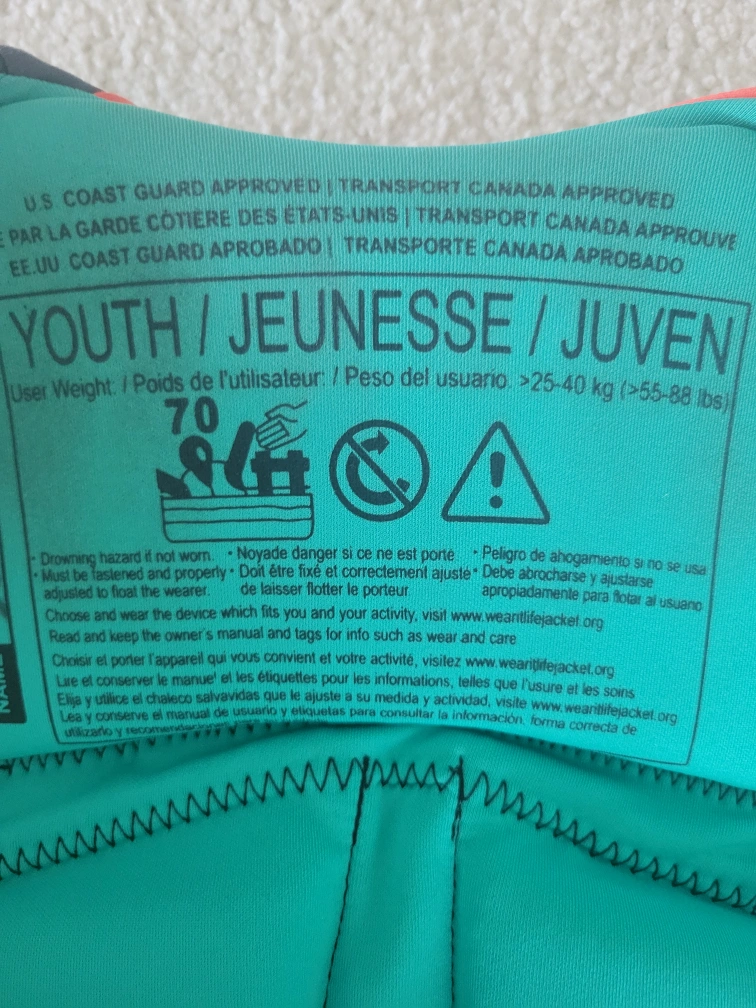 U.S COAST GUARD APPROVED | TRANSPORT CANADA APPROVED
PAR LA GARDE CÔTIERE DES ÉTATS-UNIS | TRANSPORT CANADA APPROUVÉ
EE.UU COAST GUARD APROBADO | TRANSPORTE CANADA APROBADO
YOUTH / JEUNESSE / JUVEN
User Weight. / Poids de l'utilisateur: / Peso del usuario. >25-40 kg (>55-88 lbs)
70
• Drowning hazard if not worn.
• Must be fastened and properly
adjusted to float the wearer.
• Noyade danger si ce ne est porté
• Doit être fixé et correctement ajusté
de laisser flotter le porteur
• Peligro de ahogamiento si no se usa
• Debe abrocharse y ajustarse
apropiadamente para flotar al usuario
Choose and wear the device which fits you and your activity, visit www.wearitlifejacket.org
Read and keep the owner's manual and tags for info such as wear and care
Choisir et porter l'appareil qui vous convient et votre activité, visitez www.wearitlifejacket.org
Lire et conserver le manuel et les étiquettes pour les informations, telles que l'usure et les soins
Elija y utilice el chaleco salvavidas que le ajuste a su medida y actividad, visite www.wearitlifejacket.org
Lea y conserve el manual de usuario y etiquetas para consultar la información, forma correcta de
utilizarlo y
NAME